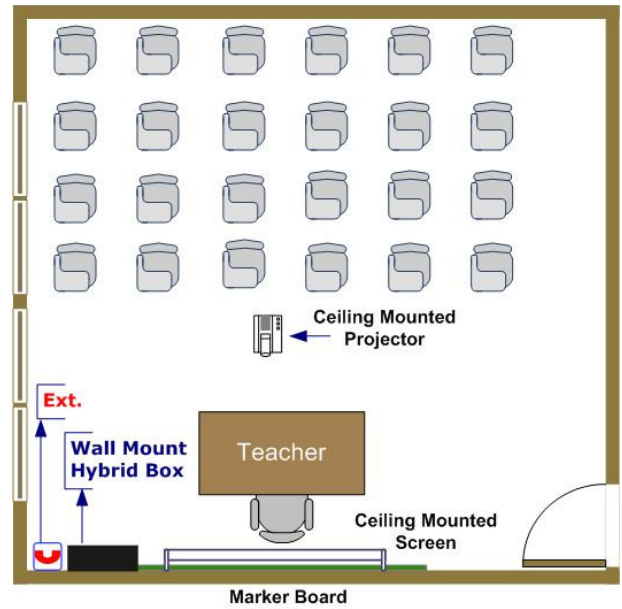 Ceiling Mounted
Projector
Ext.
Wall Mount
Hybrid Box
Teacher
Ceiling Mounted
Screen
Marker Board